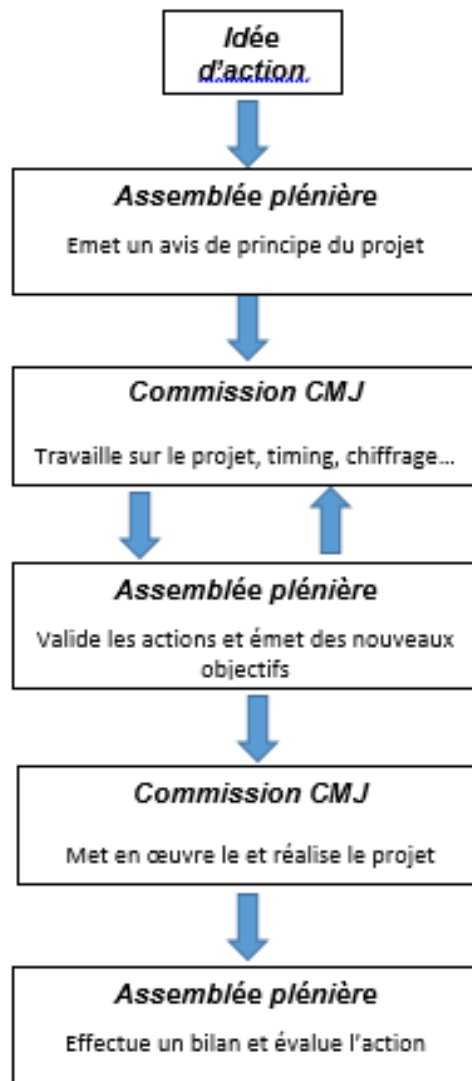 Idée
d'action
Assemblée plénière
Emet un avis de principe du projet
Commission CMJ
Travaille sur le projet, timing, chiffrage…
Assemblée plénière
Valide les actions et émet des nouveaux
objectifs
Commission CMJ
Met en œuvre le et réalise le projet
Assemblée plénière
Effectue un bilan et évalue l'action